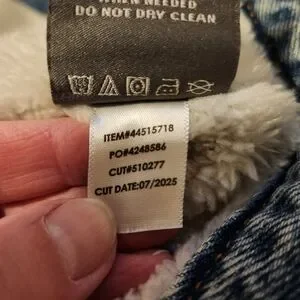 WHEN NEEDED
DO NOT DRY CLEAN
ITEM#44515718
PO#4248586
CUT#510277
CUT DATE:07/2025